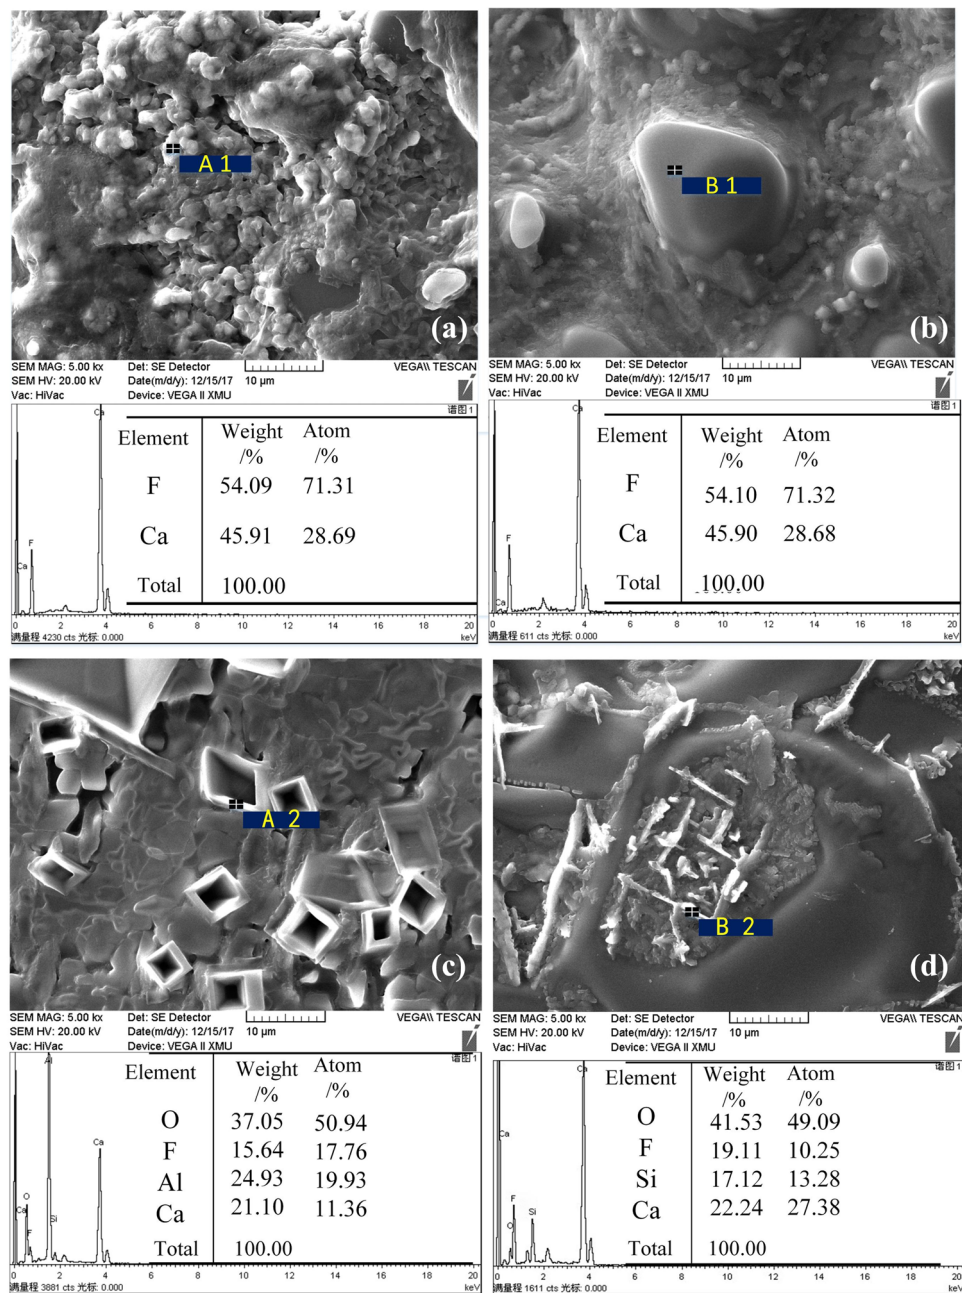 A 1
(a)
SEM MAG: 5.00 kx Det: SE Detector VEGA\\ TESCAN
SEM HV: 20.00 kV Date(m/d/y): 12/15/17 10 µm
Vac: HiVac Device: VEGA II XMU
谱图 1
Ca
Element Weight /% Atom /%
F 54.09 71.31
Ca 45.91 28.69
Total 100.00
F
Ca
0 2 4 6 8 10 12 14 16 18 20
满量程 4230 cts 光标: 0.000 keV
B 1
(b)
SEM MAG: 5.00 kx Det: SE Detector VEGA\\ TESCAN
SEM HV: 20.00 kV Date(m/d/y): 12/15/17 10 µm
Vac: HiVac Device: VEGA II XMU
谱图 1
Ca
Element Weight /% Atom /%
F 54.10 71.32
Ca 45.90 28.68
Total 100.00
F
Ca
0 2 4 6 8 10 12 14 16 18 20
满量程 611 cts 光标: 0.000 keV
A 2
(c)
SEM MAG: 5.00 kx Det: SE Detector VEGA\\ TESCAN
SEM HV: 20.00 kV Date(m/d/y): 12/15/17 10 µm
Vac: HiVac Device: VEGA II XMU
谱图 1
Al
Element Weight /% Atom /%
O 37.05 50.94
F 15.64 17.76
Al 24.93 19.93
Ca 21.10 11.36
Total 100.00
Ca
O
Ca Si
F
0 2 4 6 8 10 12 14 16 18 20
满量程 3881 cts 光标: 0.000 keV
B 2
(d)
SEM MAG: 5.00 kx Det: SE Detector VEGA\\ TESCAN
SEM HV: 20.00 kV Date(m/d/y): 12/15/17 10 µm
Vac: HiVac Device: VEGA II XMU
谱图 1
Ca
Element Weight /% Atom /%
O 41.53 49.09
F 19.11 10.25
Si 17.12 13.28
Ca 22.24 27.38
Total 100.00
Ca
F
Si
O
0 2 4 6 8 10 12 14 16 18 20
满量程 1611 cts 光标: 0.000 keV